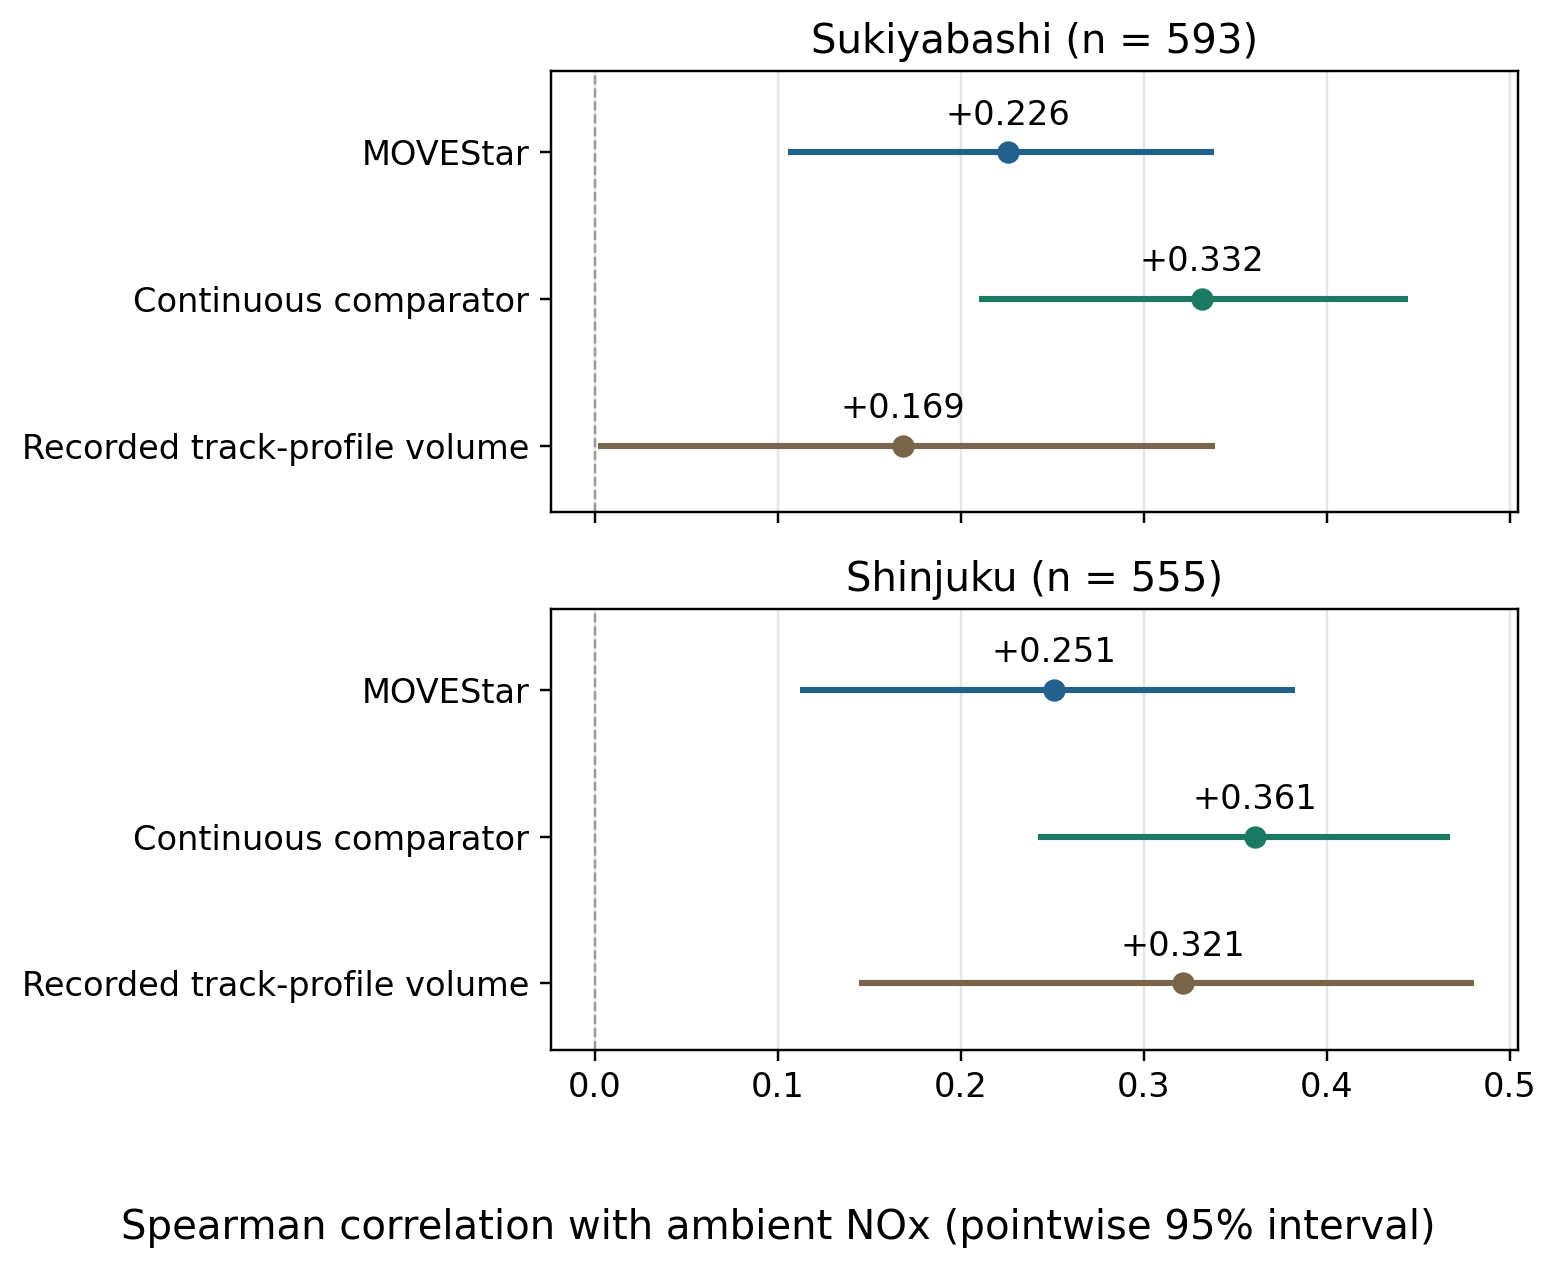 Sukiyabashi (n = 593)
MOVEStar
+0.226
Continuous comparator
+0.332
Recorded track-profile volume
+0.169
Shinjuku (n = 555)
MOVEStar
+0.251
Continuous comparator
+0.361
Recorded track-profile volume
+0.321
0.0 0.1 0.2 0.3 0.4 0.5
Spearman correlation with ambient NOx (pointwise 95% interval)